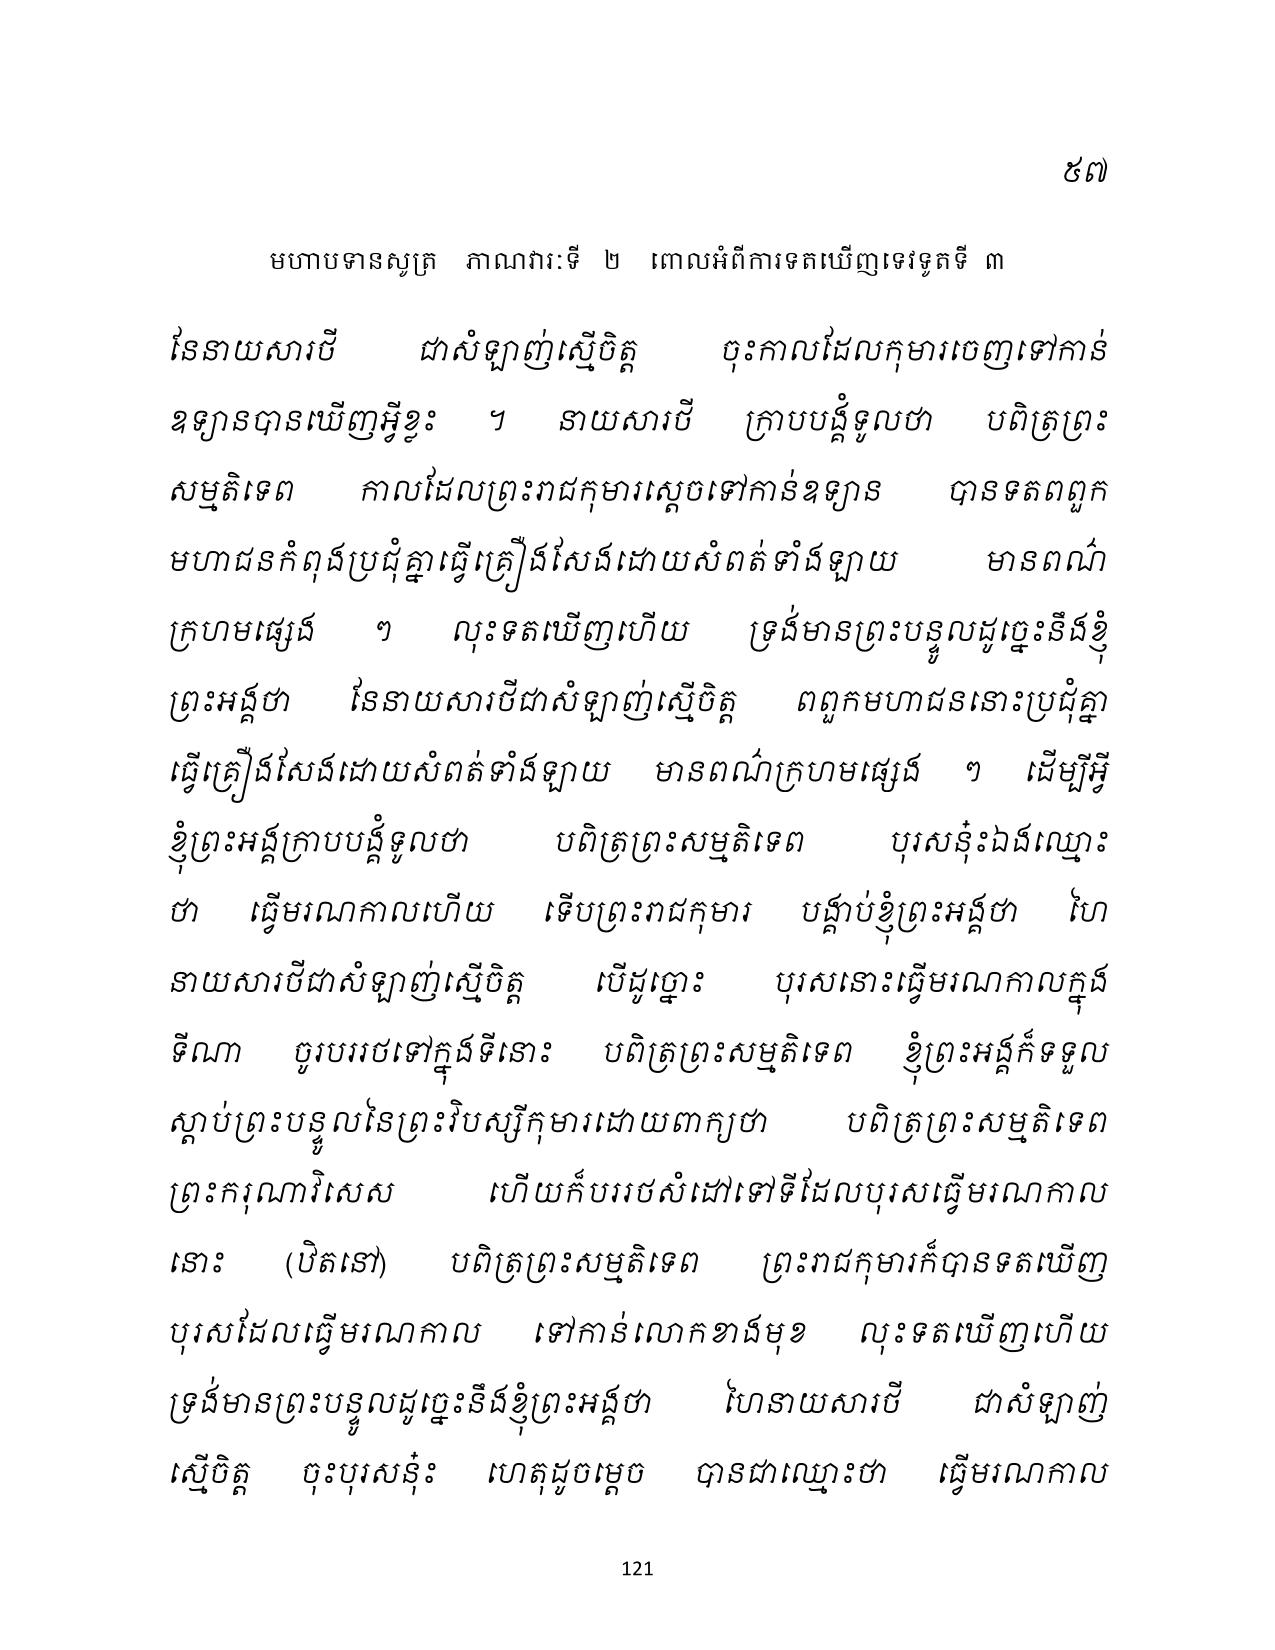 ៥៧
មហាបទានសូត្រ ភាណវារៈទី ២ ពោលអំពីការទតឃើញទេវទូតទី ៣
នែនាយសារថី ជាសំឡាញ់ស្មើចិត្ត ចុះកាលដែលកុមារចេញទៅកាន់
ឧទ្យានបានឃើញអ្វីខ្លះ ។ នាយសារថី ក្រាបបង្គំទូលថា បពិត្រព្រះ
សម្មតិទេព កាលដែលព្រះរាជកុមារស្តេចទៅកាន់ឧទ្យាន បានទតពពួក
មហាជនកំពុងប្រជុំគ្នាធ្វើគ្រឿងសែងដោយសំពត់ទាំងឡាយ មានពណ៌
ក្រហមផ្សេង ៗ លុះទតឃើញហើយ ទ្រង់មានព្រះបន្ទូលដូច្នេះនឹងខ្ញុំ
ព្រះអង្គថា នែនាយសារថីជាសំឡាញ់ស្មើចិត្ត ពពួកមហាជននោះប្រជុំគ្នា
ធ្វើគ្រឿងសែងដោយសំពត់ទាំងឡាយ មានពណ៌ក្រហមផ្សេង ៗ ដើម្បីអ្វី
ខ្ញុំព្រះអង្គក្រាបបង្គំទូលថា បពិត្រព្រះសម្មតិទេព បុរសនុ៎ះឯងឈ្មោះ
ថា ធ្វើមរណកាលហើយ ទើបព្រះរាជកុមារ បង្គាប់ខ្ញុំព្រះអង្គថា ហៃ
នាយសារថីជាសំឡាញ់ស្មើចិត្ត បើដូច្នោះ បុរសនោះធ្វើមរណកាលក្នុង
ទីណា ចូរបររថទៅក្នុងទីនោះ បពិត្រព្រះសម្មតិទេព ខ្ញុំព្រះអង្គក៏ទទួល
ស្តាប់ព្រះបន្ទូលនៃព្រះវិបស្សីកុមារដោយពាក្យថា បពិត្រព្រះសម្មតិទេព
ព្រះករុណាវិសេស ហើយក៏បររថសំដៅទៅទីដែលបុរសធ្វើមរណកាល
នោះ (ឋិតនៅ) បពិត្រព្រះសម្មតិទេព ព្រះរាជកុមារក៏បានទតឃើញ
បុរសដែលធ្វើមរណកាល ទៅកាន់លោកខាងមុខ លុះទតឃើញហើយ
ទ្រង់មានព្រះបន្ទូលដូច្នេះនឹងខ្ញុំព្រះអង្គថា ហៃនាយសារថី ជាសំឡាញ់
ស្មើចិត្ត ចុះបុរសនុ៎ះ ហេតុដូចម្តេច បានជាឈ្មោះថា ធ្វើមរណកាល
121